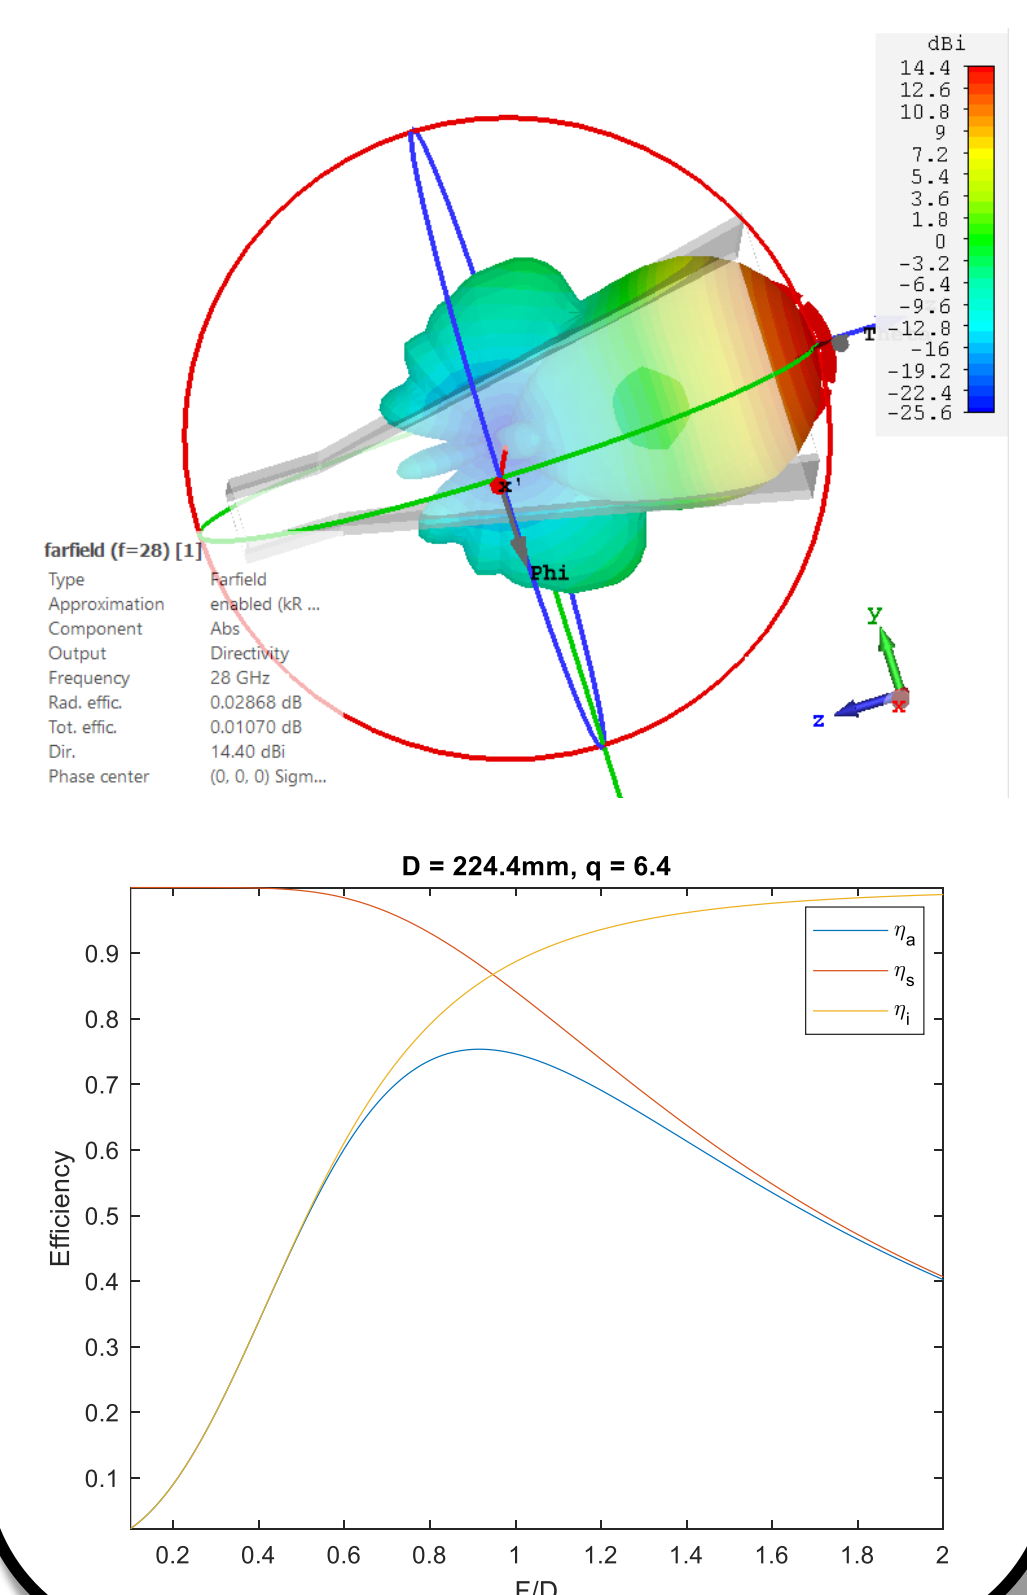 dBi
14.4
12.6
10.8
9
7.2
5.4
3.6
1.8
0
-3.2
-6.4
-9.6
-12.8
-16
-19.2
-22.4
-25.6
x'
Phi
farfield (f=28) [1]
Type Farfield
Approximation enabled (kR ...
Component Abs
Output Directivity
Frequency 28 GHz
Rad. effic. 0.02868 dB
Tot. effic. 0.01070 dB
Dir. 14.40 dBi
Phase center (0, 0, 0) Sigm...
y
z
x
D = 224.4mm, q = 6.4
ηa
ηs
ηi
Efficiency
0.9
0.8
0.7
0.6
0.5
0.4
0.3
0.2
0.1
0.2 0.4 0.6 0.8 1 1.2 1.4 1.6 1.8 2
F/D